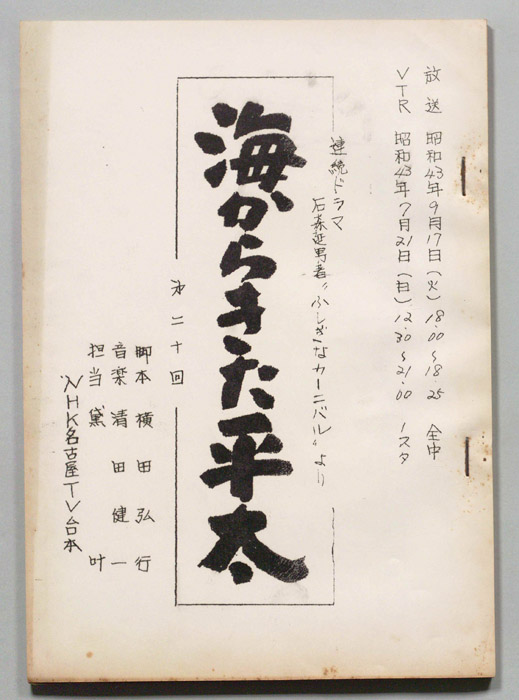 放送 昭和43年9月17日(火) 18.00〜18.25 全中
VTR 昭和43年7月21日(日) 12.30〜21.00 1スタ
連続ドラマ
石森延男著"ふしぎなカーニバル"より
海からきた平太
第二十回
脚本 横田弘行
音楽 清田健一
担当 黛叶
NHK名古屋TV台本